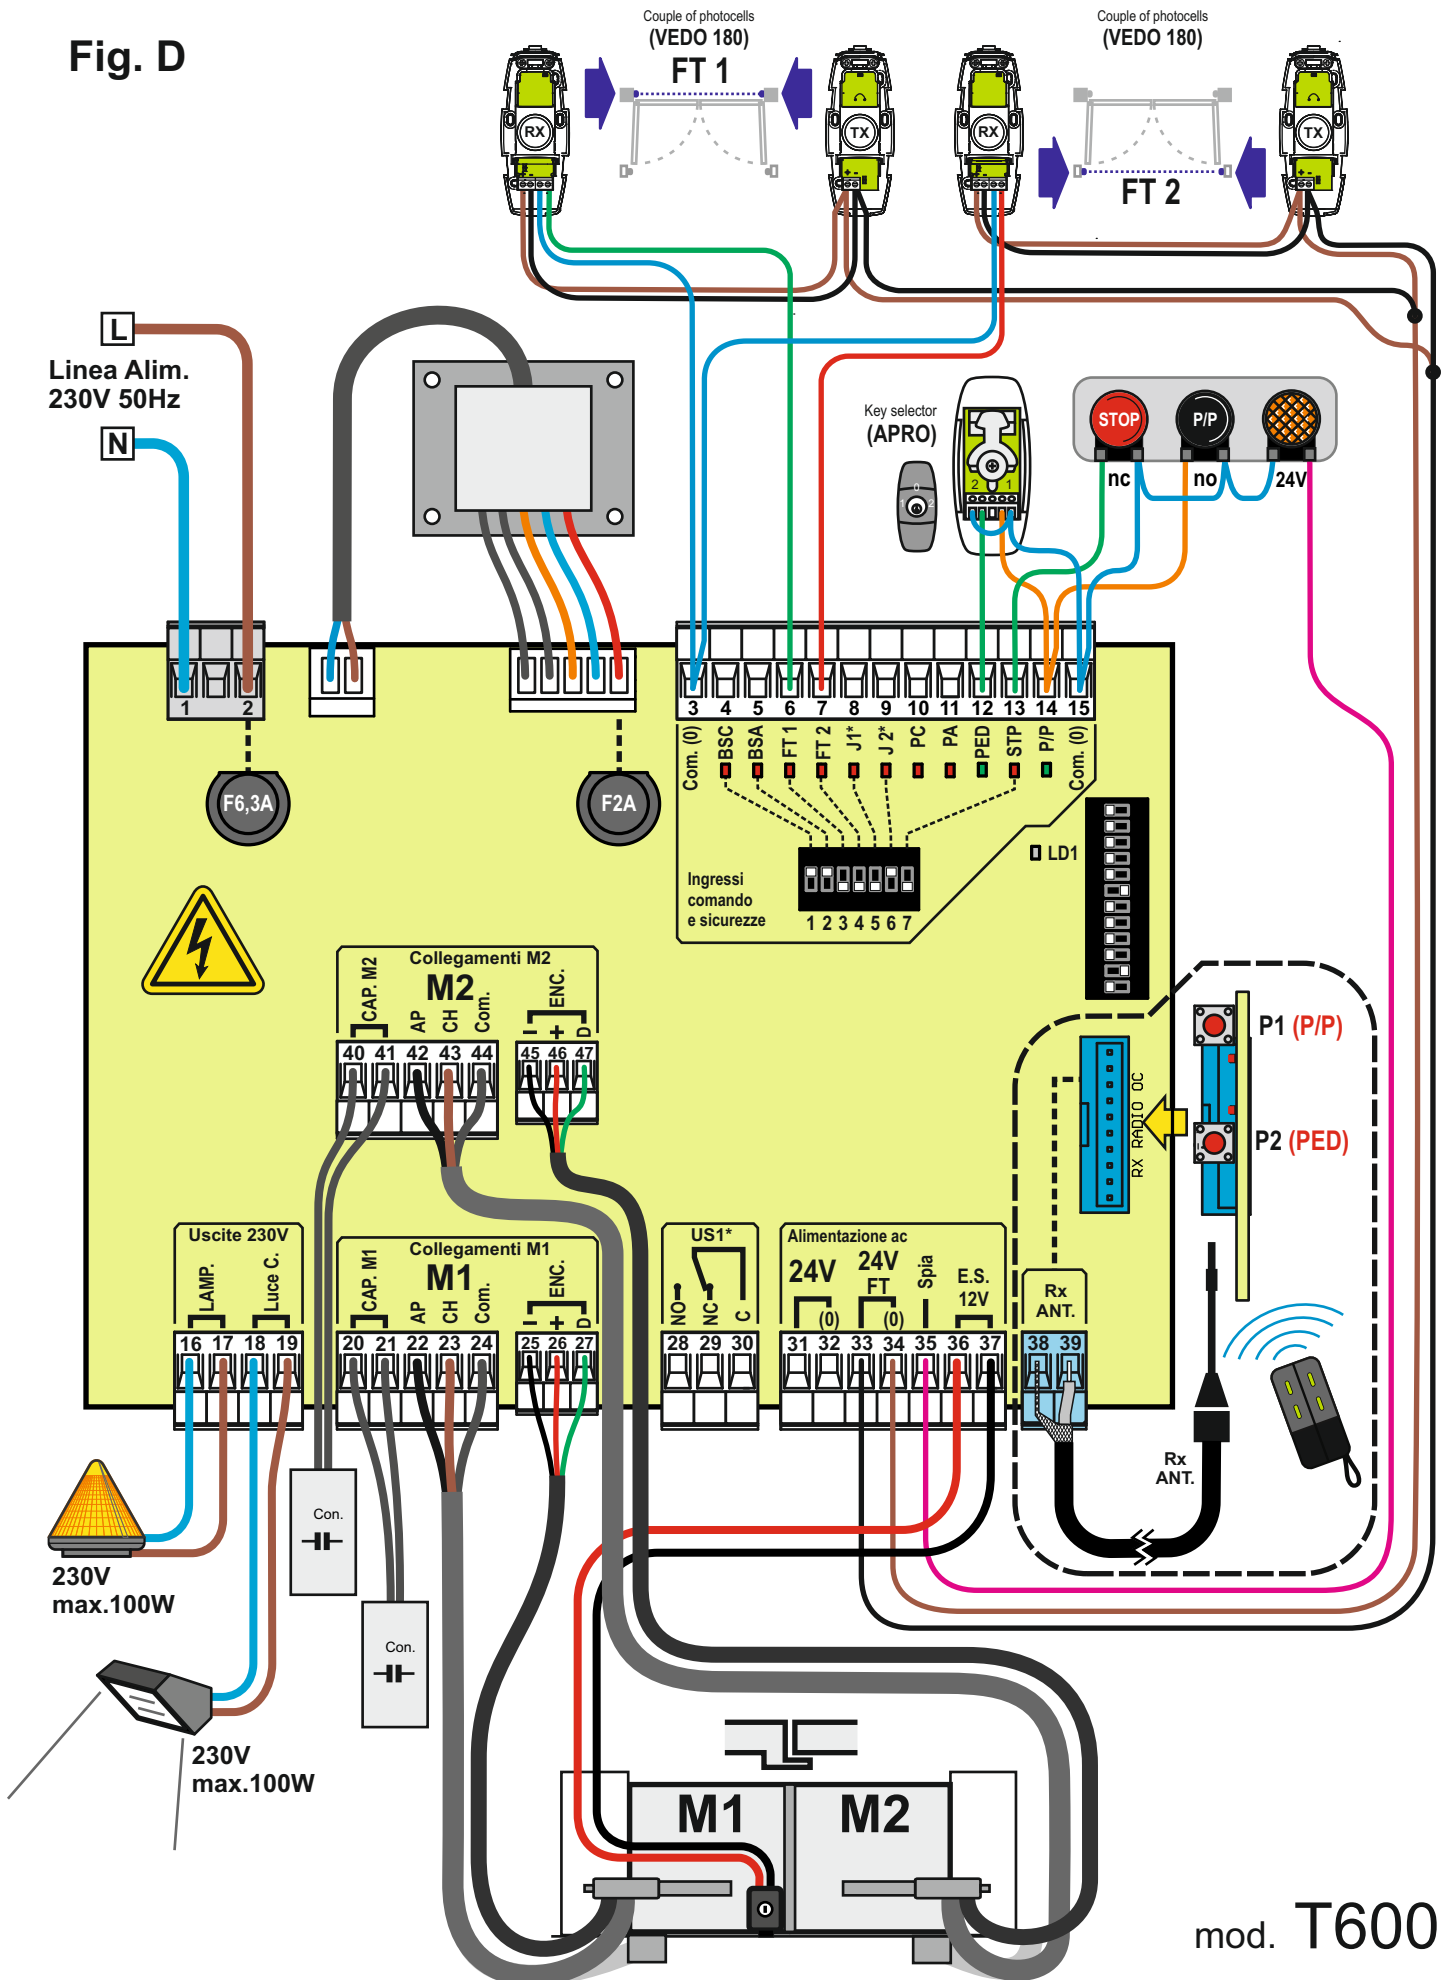 Fig. D
Couple of photocells
(VEDO 180)
FT 1
Couple of photocells
(VEDO 180)
FT 2
RX
TX
RX
TX
L
Linea Alim.
230V 50Hz
N
Key selector
(APRO)
0
1 2
2 1
STOP
P/P
nc
no
24V
1 2
3 4 5 6 7 8 9 10 11 12 13 14 15
Com. (0) BSC BSA FT 1 FT 2 J1* J 2* PC PA PED STP P/P Com. (0)
F6,3A
F2A
LD1
Ingressi
comando
e sicurezze
1 2 3 4 5 6 7
Collegamenti M2
M2
CAP. M2 AP CH Com. ENC.
- + D
40 41 42 43 44 45 46 47
P1 (P/P)
RX RADIO OC
P2 (PED)
Uscite 230V
LAMP. Luce C.
16 17 18 19
Collegamenti M1
M1
CAP. M1 AP CH Com. ENC.
- + D
20 21 22 23 24 25 26 27
US1*
NO NC C
28 29 30
Alimentazione ac
24V
(0)
24V
FT
(0)
Spia
E.S.
12V
31 32 33 34 35 36 37
Rx
ANT.
38 39
Rx
ANT.
Con.
Con.
230V
max.100W
230V
max.100W
M1
M2
mod. T600